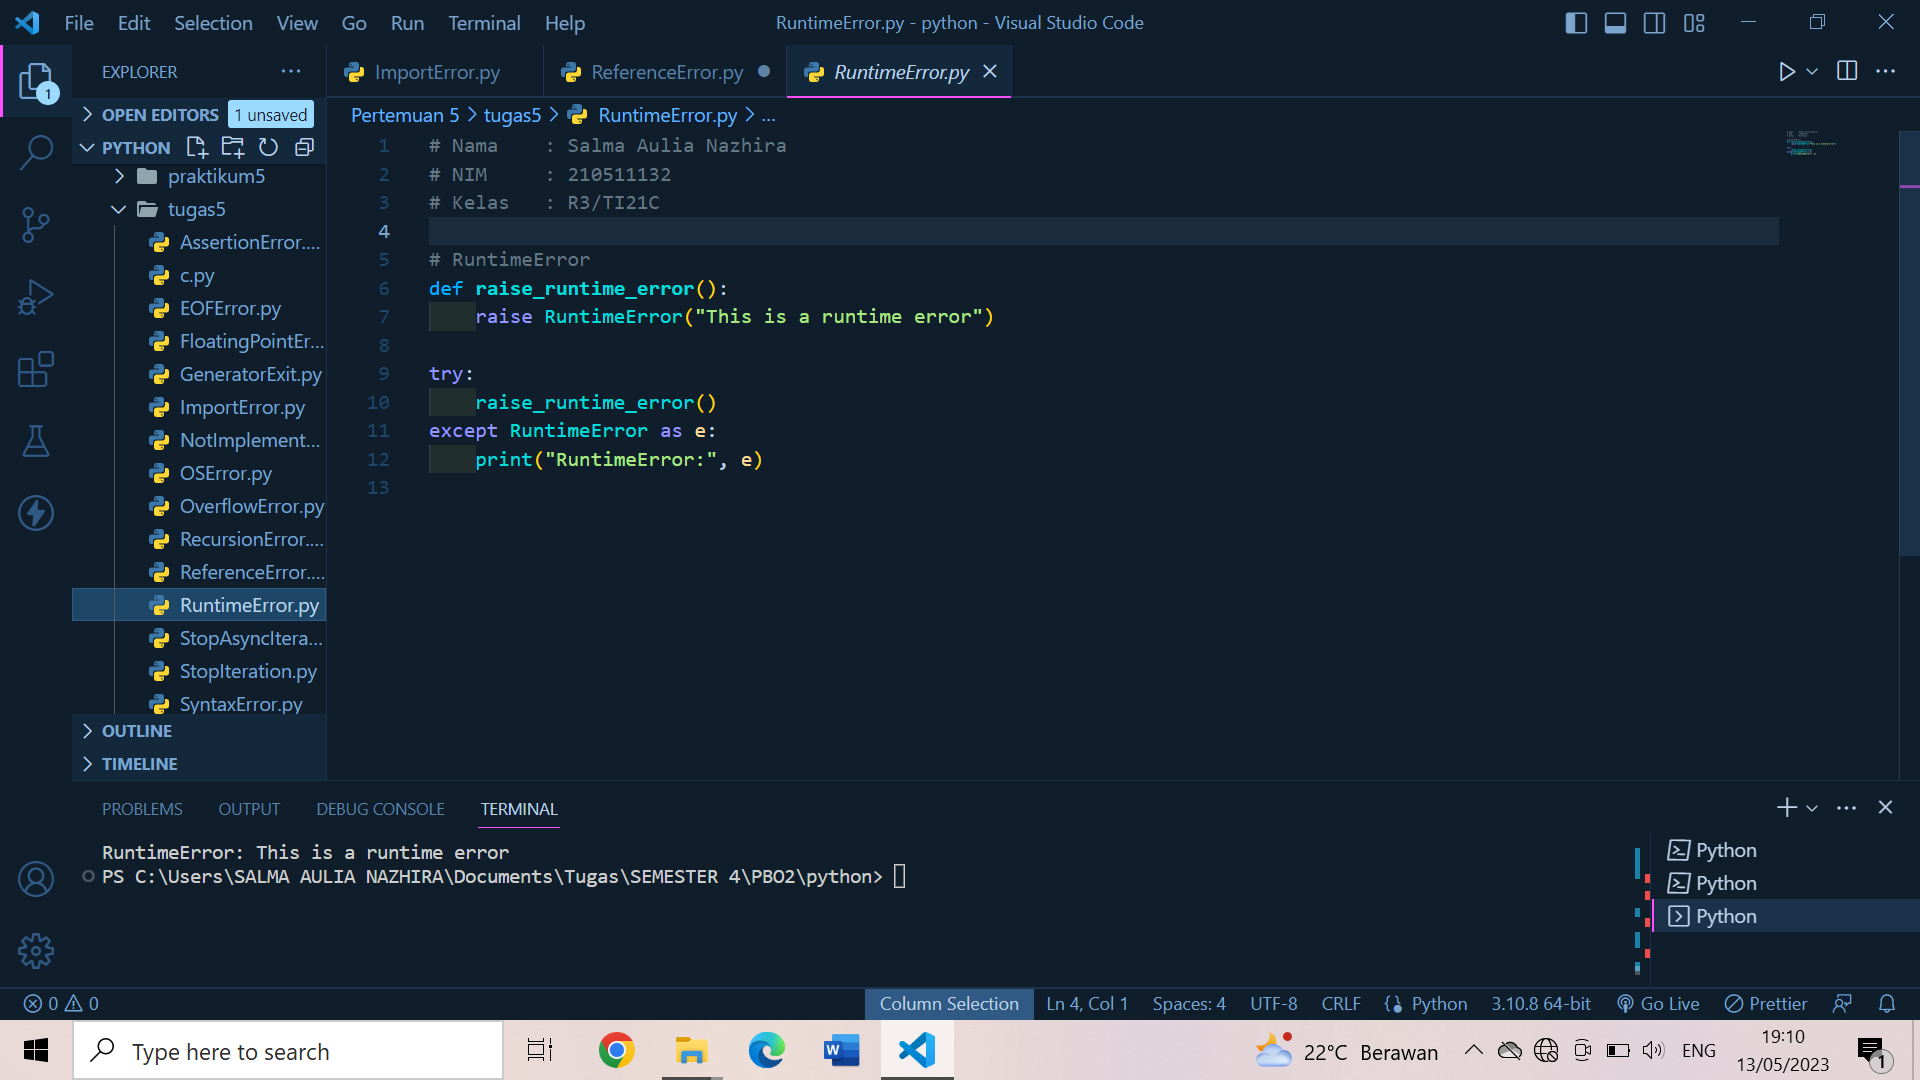 File Edit Selection View Go Run Terminal Help
RuntimeError.py - python - Visual Studio Code
1
EXPLORER
OPEN EDITORS 1 unsaved
PYTHON
praktikum5
tugas5
AssertionError....
c.py
EOFError.py
FloatingPointEr...
GeneratorExit.py
ImportError.py
NotImplement...
OSError.py
OverflowError.py
RecursionError....
ReferenceError....
RuntimeError.py
StopAsyncItera...
StopIteration.py
SyntaxError.py
OUTLINE
TIMELINE
ImportError.py ReferenceError.py RuntimeError.py
Pertemuan 5 > tugas5 > RuntimeError.py > ...
1 # Nama    : Salma Aulia Nazhira
2 # NIM     : 210511132
3 # Kelas   : R3/TI21C
4
5 # RuntimeError
6 def raise_runtime_error():
7     raise RuntimeError("This is a runtime error")
8
9 try:
10     raise_runtime_error()
11 except RuntimeError as e:
12     print("RuntimeError:", e)
13
PROBLEMS OUTPUT DEBUG CONSOLE TERMINAL
RuntimeError: This is a runtime error
PS C:\Users\SALMA AULIA NAZHIRA\Documents\Tugas\SEMESTER 4\PBO2\python>
Python
Python
Python
0 0 Column Selection Ln 4, Col 1 Spaces: 4 UTF-8 CRLF Python 3.10.8 64-bit Go Live Prettier
Type here to search
W
22°C Berawan
ENG
19:10
13/05/2023
1